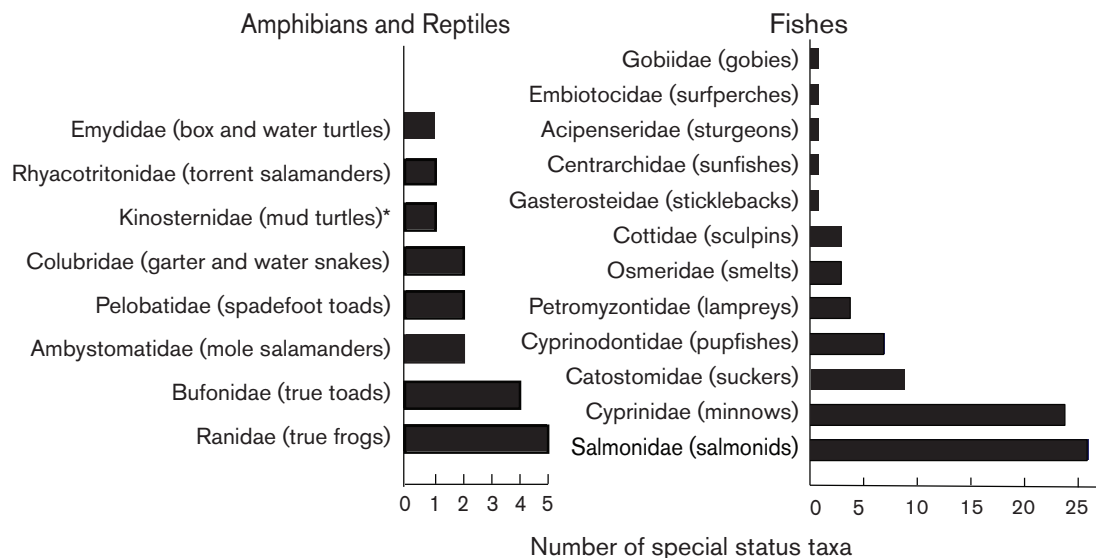 Amphibians and Reptiles
Emydidae (box and water turtles)
Rhyacotritonidae (torrent salamanders)
Kinosternidae (mud turtles)*
Colubridae (garter and water snakes)
Pelobatidae (spadefoot toads)
Ambystomatidae (mole salamanders)
Bufonidae (true toads)
Ranidae (true frogs)
0 1 2 3 4 5
Fishes
Gobiidae (gobies)
Embiotocidae (surfperches)
Acipenseridae (sturgeons)
Centrarchidae (sunfishes)
Gasterosteidae (sticklebacks)
Cottidae (sculpins)
Osmeridae (smelts)
Petromyzontidae (lampreys)
Cyprinodontidae (pupfishes)
Catostomidae (suckers)
Cyprinidae (minnows)
Salmonidae (salmonids)
0 5 10 15 20 25
Number of special status taxa